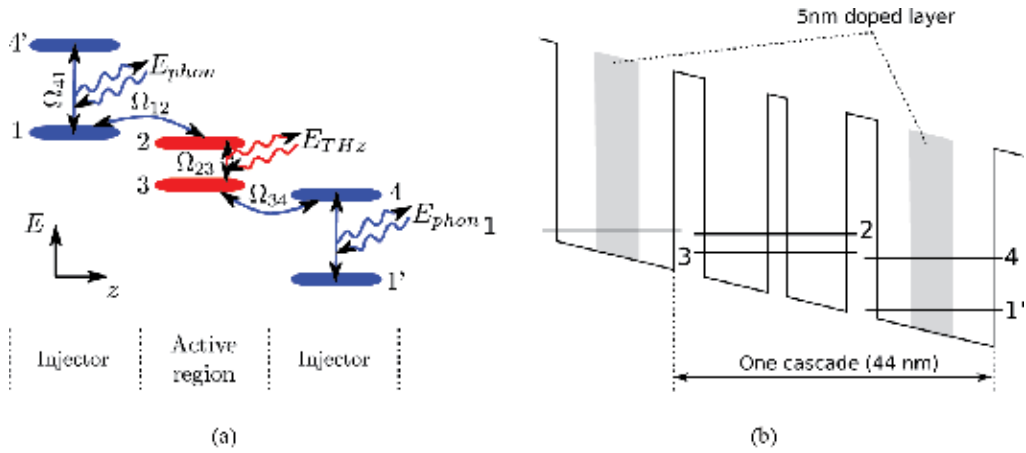 4'
E_phon
Ω_41
Ω_12
1
2
E_THz
Ω_23
3
Ω_34
4
E_phon
1'
E
z
Injector
Active
region
Injector
(a)
5nm doped layer
1
2
3
4
1'
One cascade (44 nm)
(b)